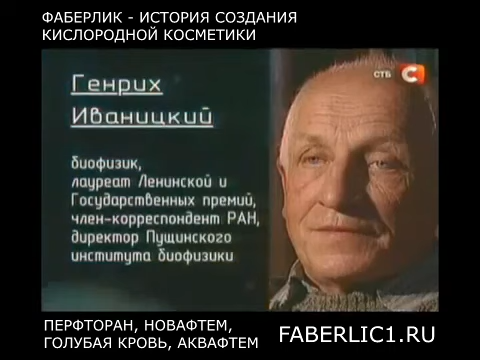 ФАБЕРЛИК - ИСТОРИЯ СОЗДАНИЯ
КИСЛОРОДНОЙ КОСМЕТИКИ
СТБ
Генрих
Иваницкий
биофизик,
лауреат Ленинской и
Государственных премий,
член-корреспондент РАН,
директор Пущинского
института биофизики
ПЕРФТОРАН, НОВАФТЕМ,
ГОЛУБАЯ КРОВЬ, АКВАФТЕМ
FABERLIC1.RU